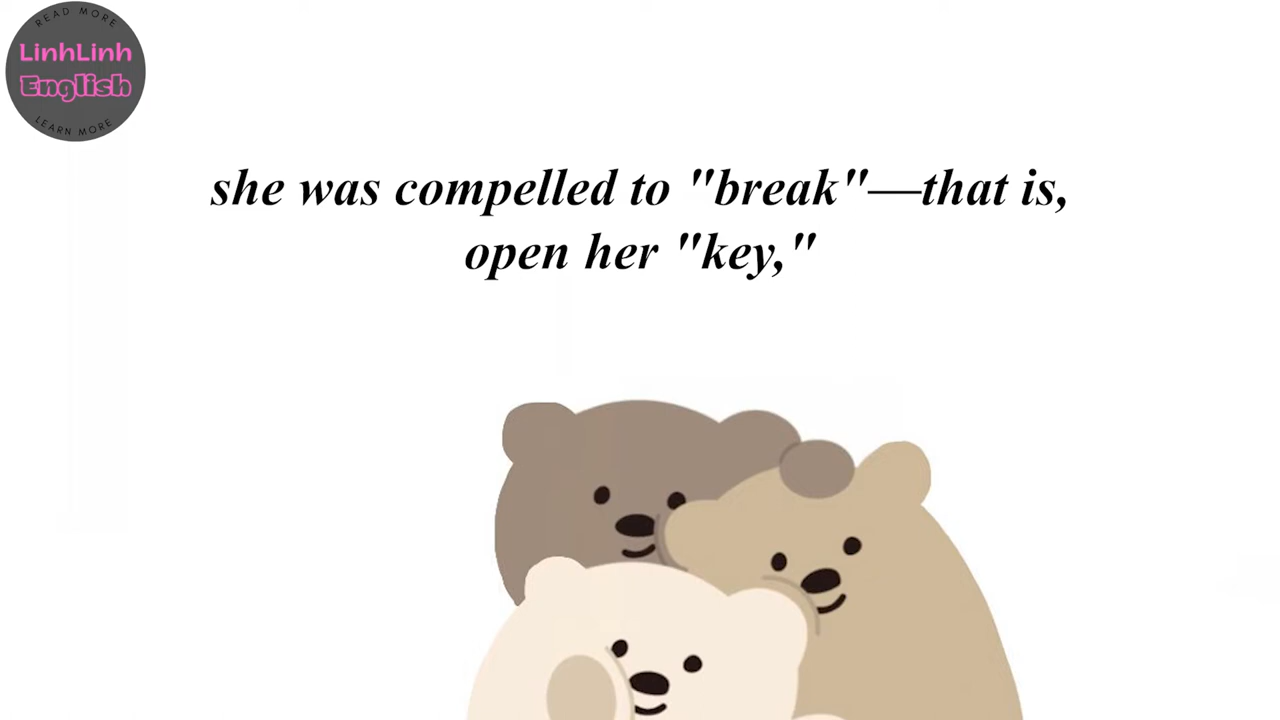 READ MORE
LinhLinh
English
LEARN MORE
she was compelled to "break"—that is,
open her "key,"